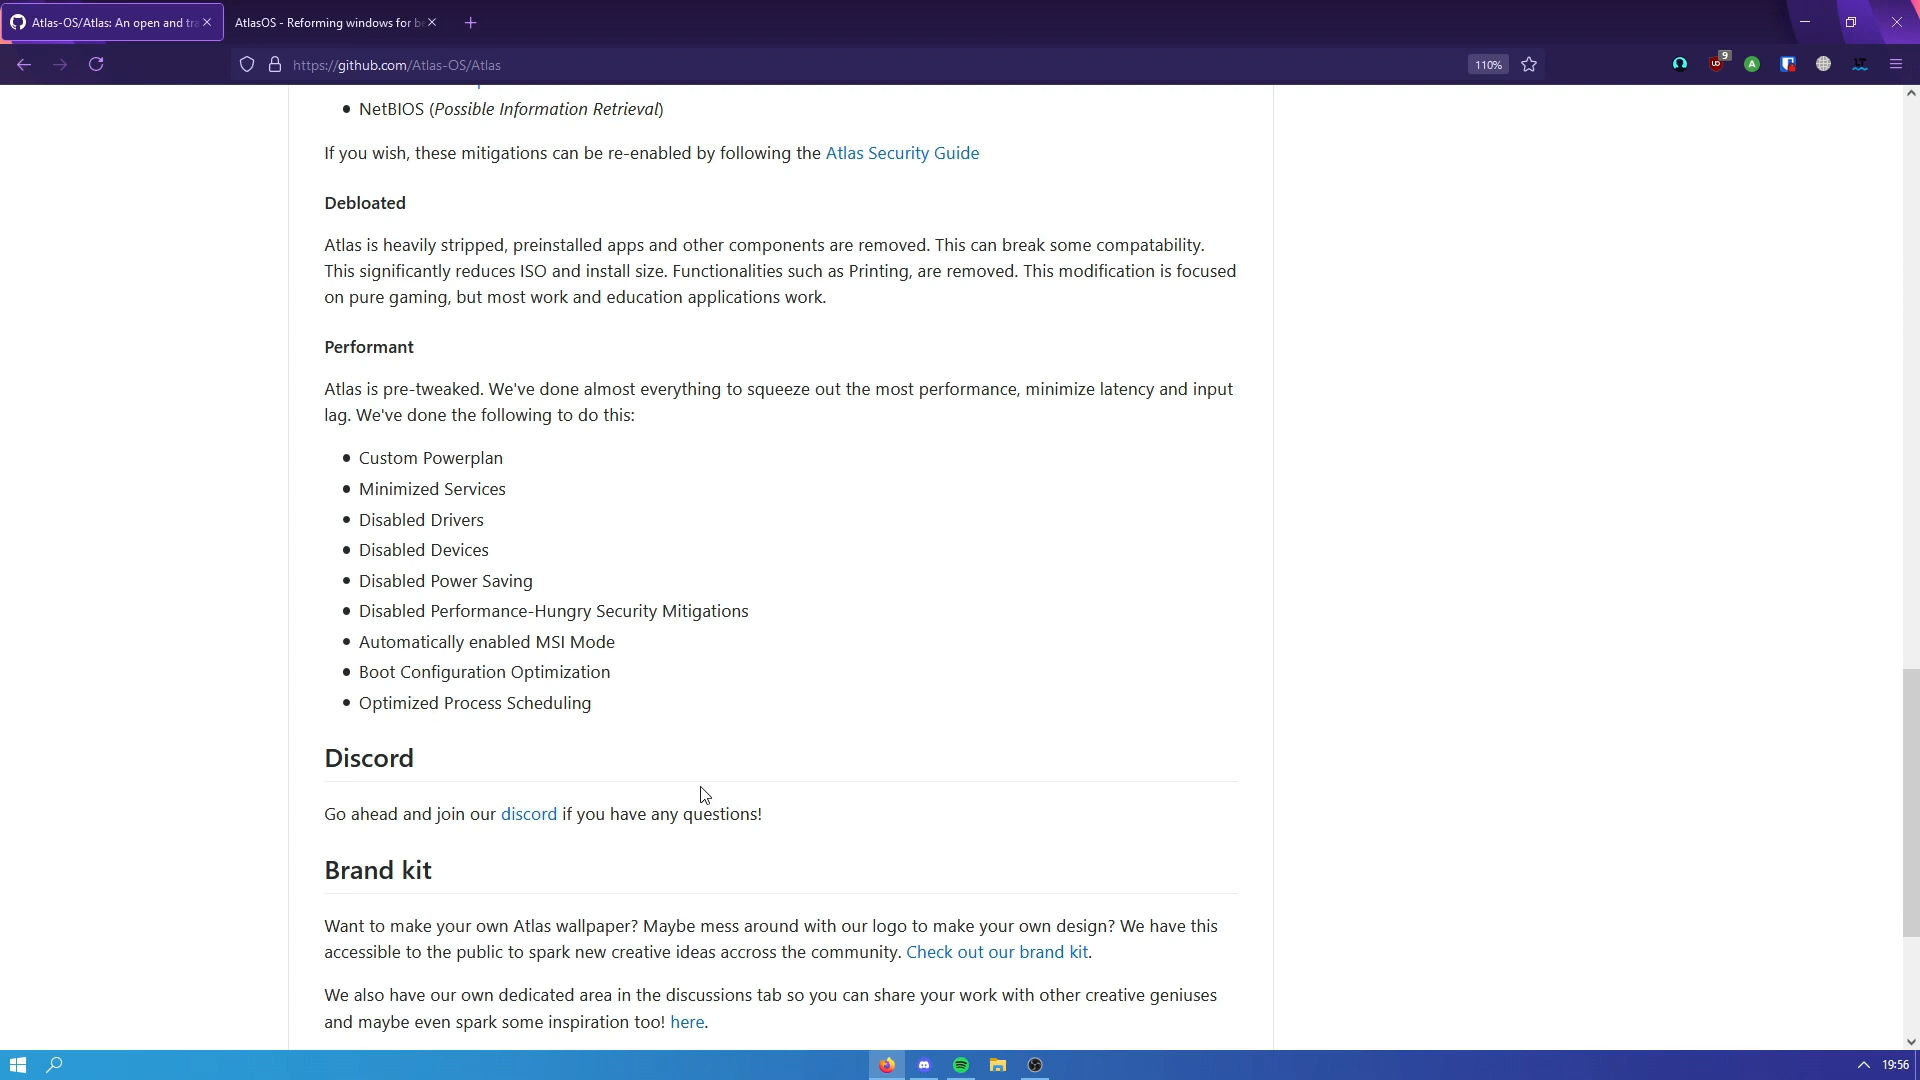 Atlas-OS/Atlas: An open and tra
AtlasOS - Reforming windows for be
https://github.com/Atlas-OS/Atlas
110%
9
• NetBIOS (Possible Information Retrieval)
If you wish, these mitigations can be re-enabled by following the Atlas Security Guide
Debloated
Atlas is heavily stripped, preinstalled apps and other components are removed. This can break some compatability.
This significantly reduces ISO and install size. Functionalities such as Printing, are removed. This modification is focused
on pure gaming, but most work and education applications work.
Performant
Atlas is pre-tweaked. We've done almost everything to squeeze out the most performance, minimize latency and input
lag. We've done the following to do this:
• Custom Powerplan
• Minimized Services
• Disabled Drivers
• Disabled Devices
• Disabled Power Saving
• Disabled Performance-Hungry Security Mitigations
• Automatically enabled MSI Mode
• Boot Configuration Optimization
• Optimized Process Scheduling
Discord
Go ahead and join our discord if you have any questions!
Brand kit
Want to make your own Atlas wallpaper? Maybe mess around with our logo to make your own design? We have this
accessible to the public to spark new creative ideas accross the community. Check out our brand kit.
We also have our own dedicated area in the discussions tab so you can share your work with other creative geniuses
and maybe even spark some inspiration too! here.
19:56